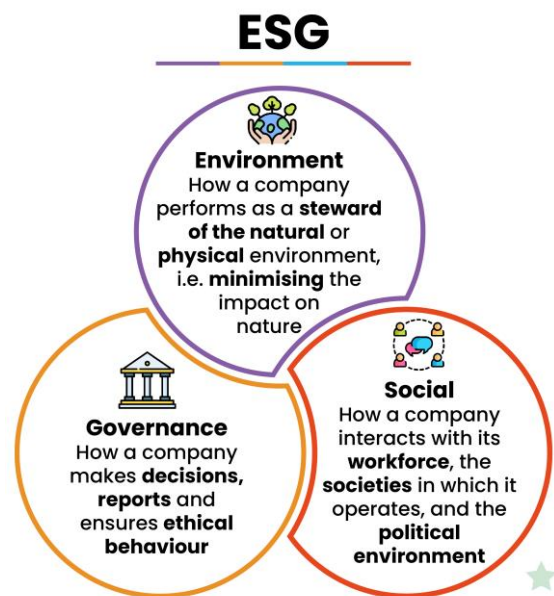 ESG
Environment
How a company
performs as a steward
of the natural or
physical environment,
i.e. minimising the
impact on
nature
Governance
How a company
makes decisions,
reports and
ensures ethical
behaviour
Social
How a company
interacts with its
workforce, the
societies in which it
operates, and the
political
environment